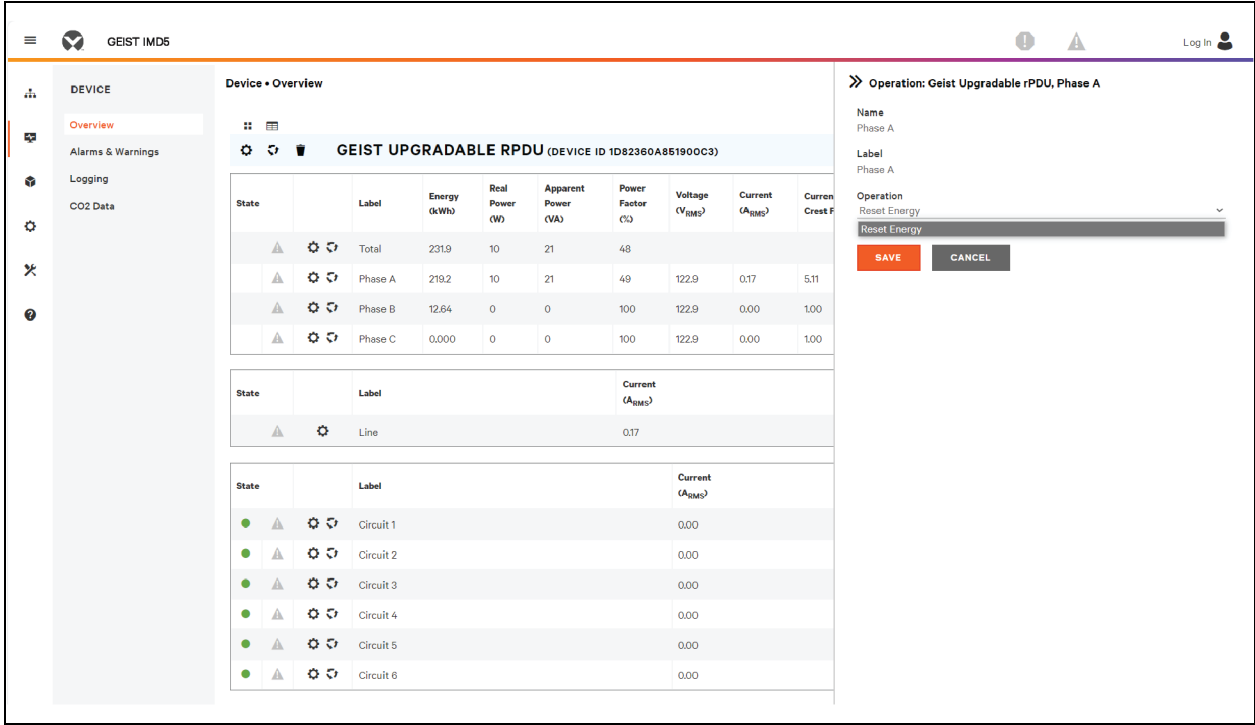 GEIST IMD5
Log In
DEVICE
Overview
Alarms & Warnings
Logging
CO2 Data
Device • Overview
GEIST UPGRADABLE RPDU (DEVICE ID 1D82360A851900C3)
State Label Energy (kWh) Real Power (W) Apparent Power (VA) Power Factor (%) Voltage (VRMS) Current (ARMS) Curren Crest F
Total 231.9 10 21 48
Phase A 219.2 10 21 49 122.9 0.17 5.11
Phase B 12.64 0 0 100 122.9 0.00 1.00
Phase C 0.000 0 0 100 122.9 0.00 1.00
State Label Current (ARMS)
Line 0.17
State Label Current (ARMS)
Circuit 1 0.00
Circuit 2 0.00
Circuit 3 0.00
Circuit 4 0.00
Circuit 5 0.00
Circuit 6 0.00
Operation: Geist Upgradable rPDU, Phase A
Name
Phase A
Label
Phase A
Operation
Reset Energy
Reset Energy
SAVE CANCEL